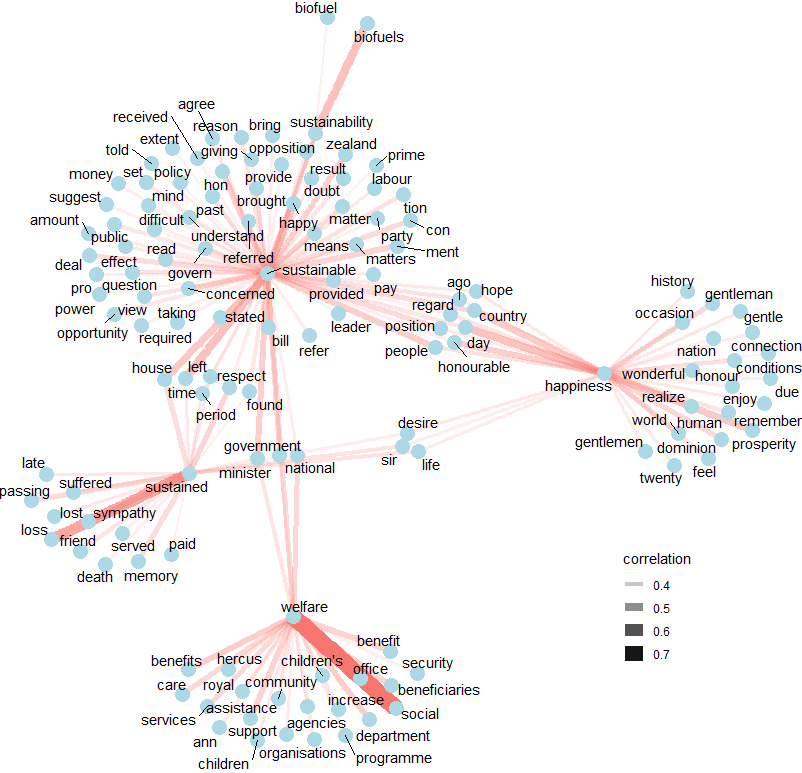 biofuel
biofuels
agree
received
reason
bring
sustainability
extent
giving
opposition
zealand
told
prime
money
set
policy
hon
provide
result
labour
suggest
mind
brought
doubt
tion
amount
difficult
past
happy
matter
con
public
understand
party
read
referred
means
matters
ment
deal
effect
govern
sustainable
pro
question
concerned
provided
pay
ago
hope
power
view
taking
stated
regard
country
opportunity
required
bill
leader
position
refer
people
day
honourable
history
gentleman
occasion
gentle
nation
connection
wonderful
honour
conditions
happiness
due
realize
enjoy
world
human
remember
gentlemen
dominion
prosperity
twenty
feel
house
left
respect
time
period
found
desire
government
sir
life
minister
national
late
sustained
passing
suffered
lost
sympathy
loss
friend
served
paid
death
memory
correlation
0.4
0.5
0.6
0.7
welfare
benefit
benefits
hercus
children's
office
security
care
royal
community
beneficiaries
services
assistance
increase
social
ann
support
agencies
department
children
organisations
programme